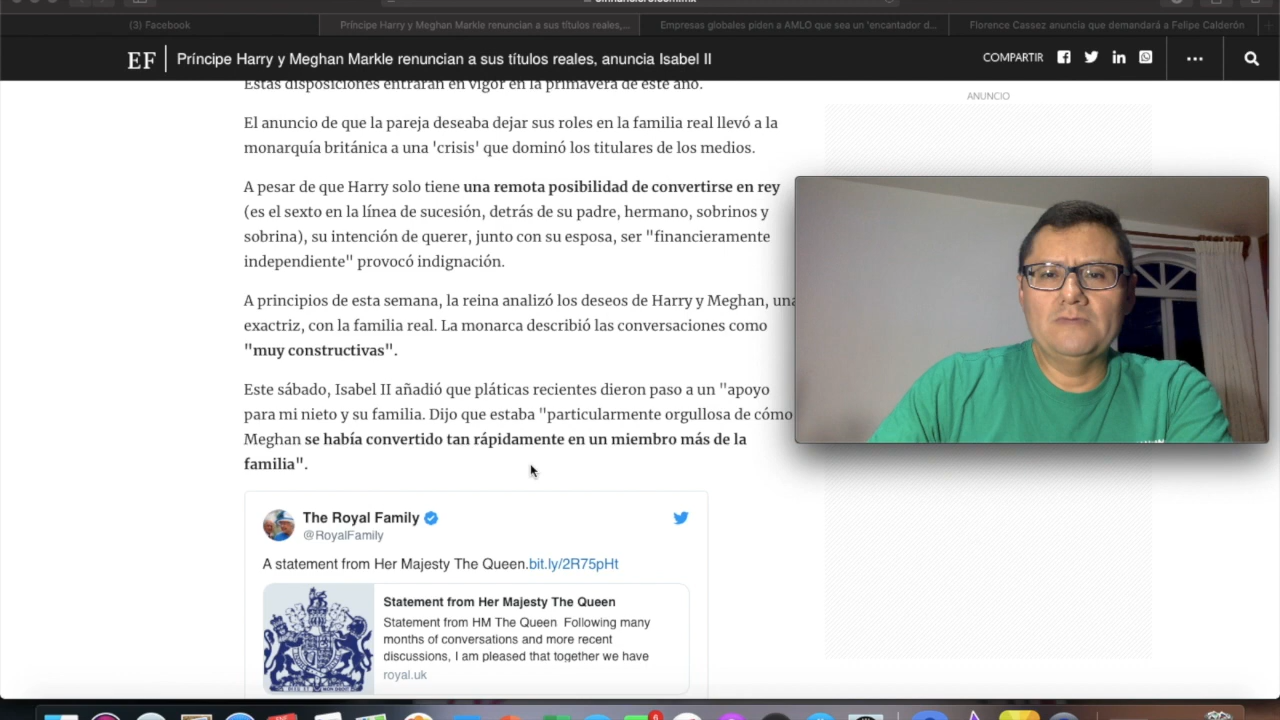 (3) Facebook
Príncipe Harry y Meghan Markle renuncian a sus títulos reales,...
Empresas globales piden a AMLO que sea un 'encantador d...
Florence Cassez anuncia que demandará a Felipe Calderón
EF
Príncipe Harry y Meghan Markle renuncian a sus títulos reales, anuncia Isabel II
COMPARTIR
Estas disposiciones entrarán en vigor en la primavera de este año.
ANUNCIO
El anuncio de que la pareja deseaba dejar sus roles en la familia real llevó a la
monarquía británica a una 'crisis' que dominó los titulares de los medios.
A pesar de que Harry solo tiene una remota posibilidad de convertirse en rey
(es el sexto en la línea de sucesión, detrás de su padre, hermano, sobrinos y
sobrina), su intención de querer, junto con su esposa, ser "financieramente
independiente" provocó indignación.
A principios de esta semana, la reina analizó los deseos de Harry y Meghan, una
exactriz, con la familia real. La monarca describió las conversaciones como
"muy constructivas".
Este sábado, Isabel II añadió que pláticas recientes dieron paso a un "apoyo
para mi nieto y su familia. Dijo que estaba "particularmente orgullosa de cómo
Meghan se había convertido tan rápidamente en un miembro más de la
familia".
The Royal Family
@RoyalFamily
A statement from Her Majesty The Queen.bit.ly/2R75pHt
Statement from Her Majesty The Queen
Statement from HM The Queen Following many
months of conversations and more recent
discussions, I am pleased that together we have
royal.uk